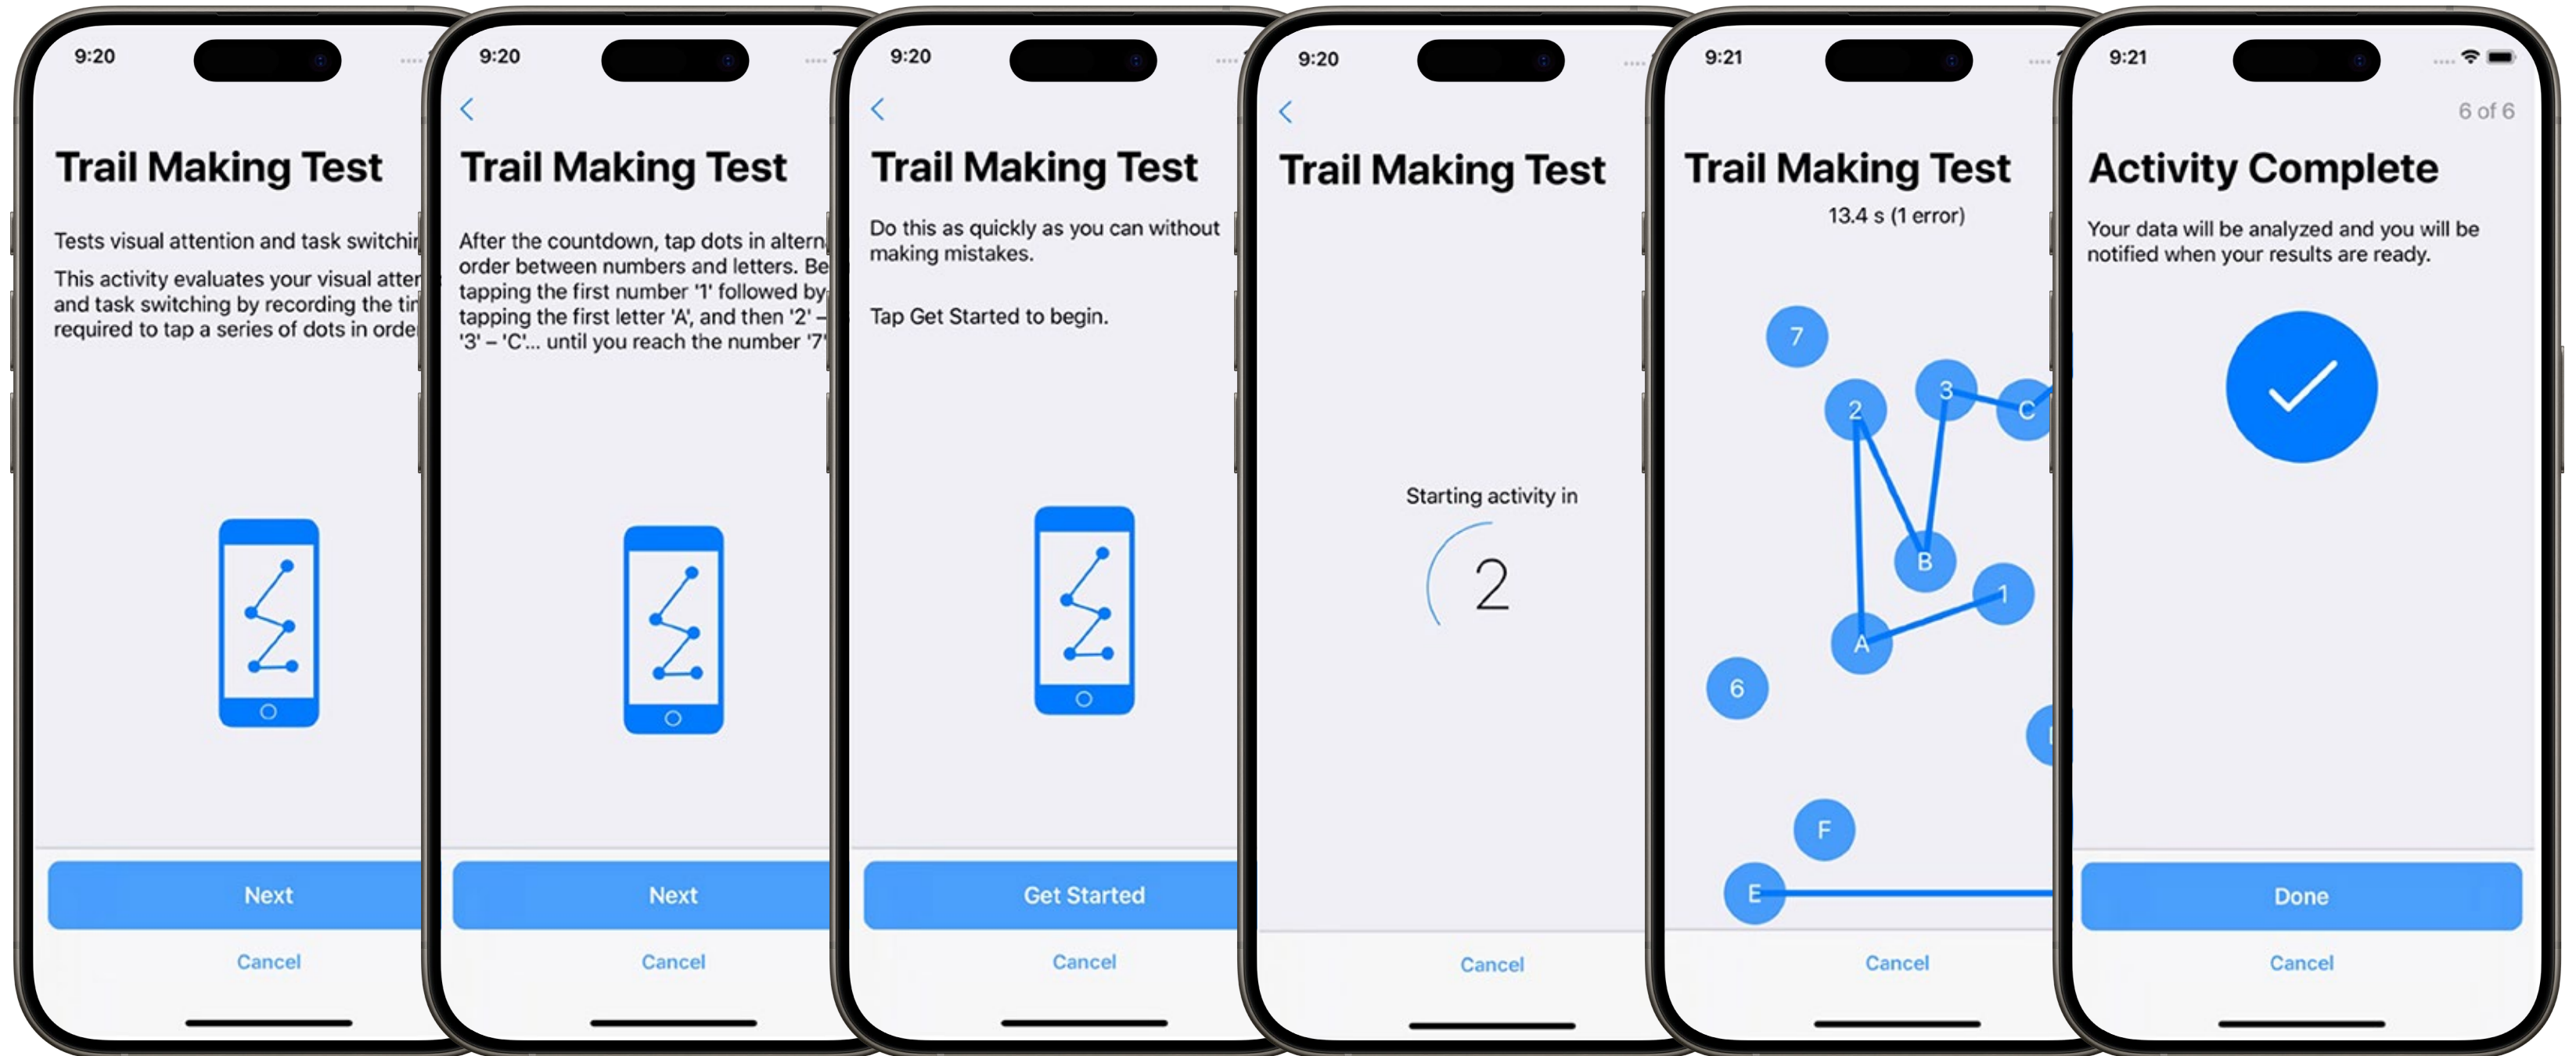 9:20
Trail Making Test
Tests visual attention and task
This activity evaluates your visual
and task switching by recording the
required to tap a series of dots in
Next
Cancel
9:20
Trail Making Test
After the countdown, tap dots in
order between numbers and letters.
tapping the first number '1' followed by
tapping the first letter 'A', and then '2' –
'3' – 'C'... until you reach the number '7'
Next
Cancel
9:20
Trail Making Test
Do this as quickly as you can without
making mistakes.
Tap Get Started to begin.
Get Started
Cancel
9:20
Trail Making Test
Starting activity in
2
Cancel
9:21
Trail Making Test
13.4 s (1 error)
7
2
3
C
B
1
A
6
F
E
Cancel
9:21
6 of 6
Activity Complete
Your data will be analyzed and you will be
notified when your results are ready.
Done
Cancel